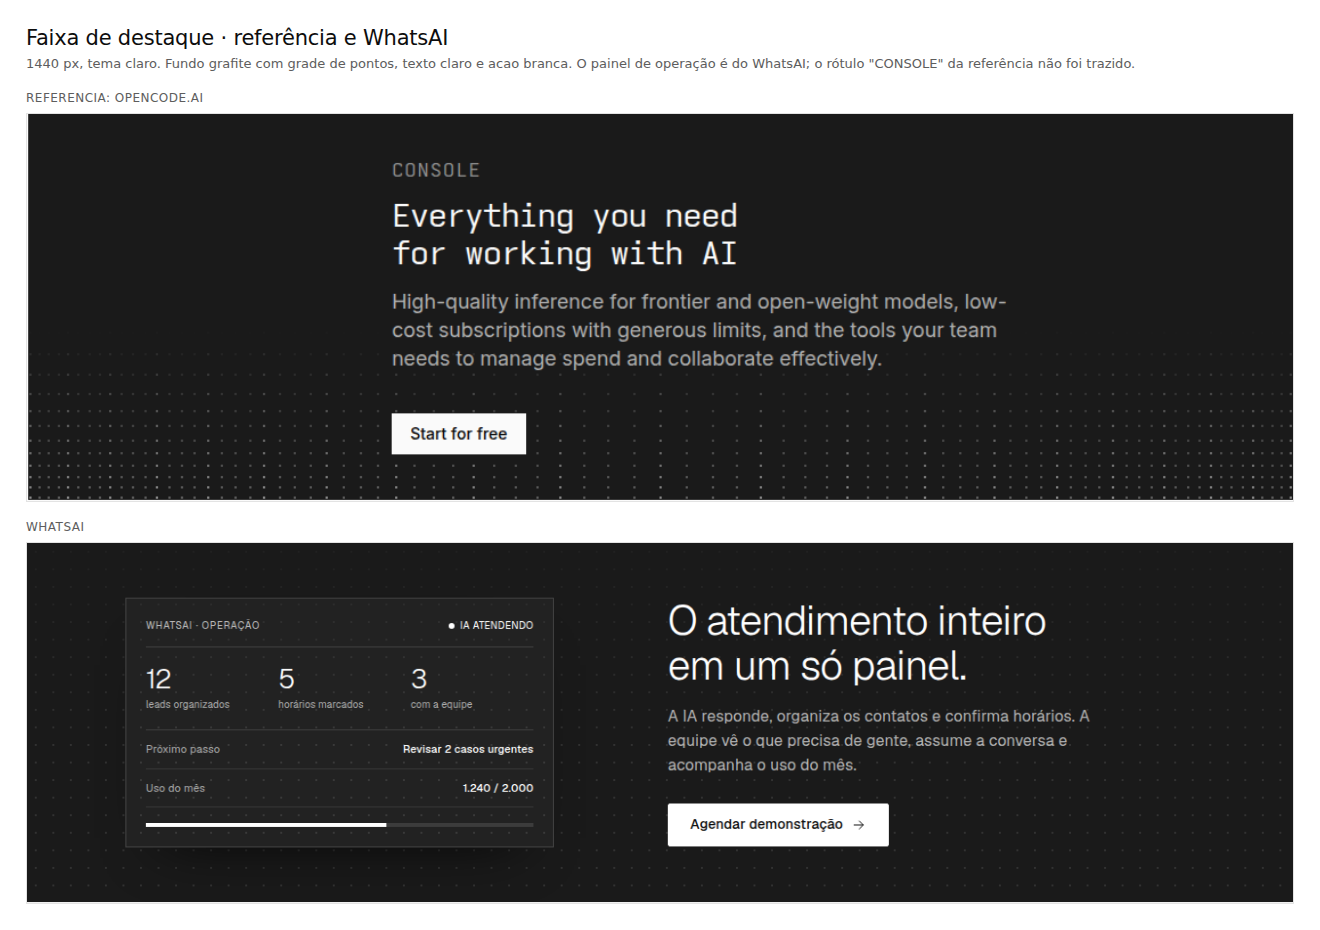 Faixa de destaque · referência e WhatsAI
1440 px, tema claro. Fundo grafite com grade de pontos, texto claro e acao branca. O painel de operação é do WhatsAI; o rótulo "CONSOLE" da referência não foi trazido.
REFERENCIA: OPENCODE.AI
CONSOLE
Everything you need
for working with AI
High-quality inference for frontier and open-weight models, low-
cost subscriptions with generous limits, and the tools your team
needs to manage spend and collaborate effectively.
Start for free
WHATSAI
WHATSAI · OPERAÇÃO
IA ATENDENDO
12
leads organizados
5
horários marcados
3
com a equipe
Próximo passo
Revisar 2 casos urgentes
Uso do mês
1.240 / 2.000
O atendimento inteiro
em um só painel.
A IA responde, organiza os contatos e confirma horários. A
equipe vê o que precisa de gente, assume a conversa e
acompanha o uso do mês.
Agendar demonstração →